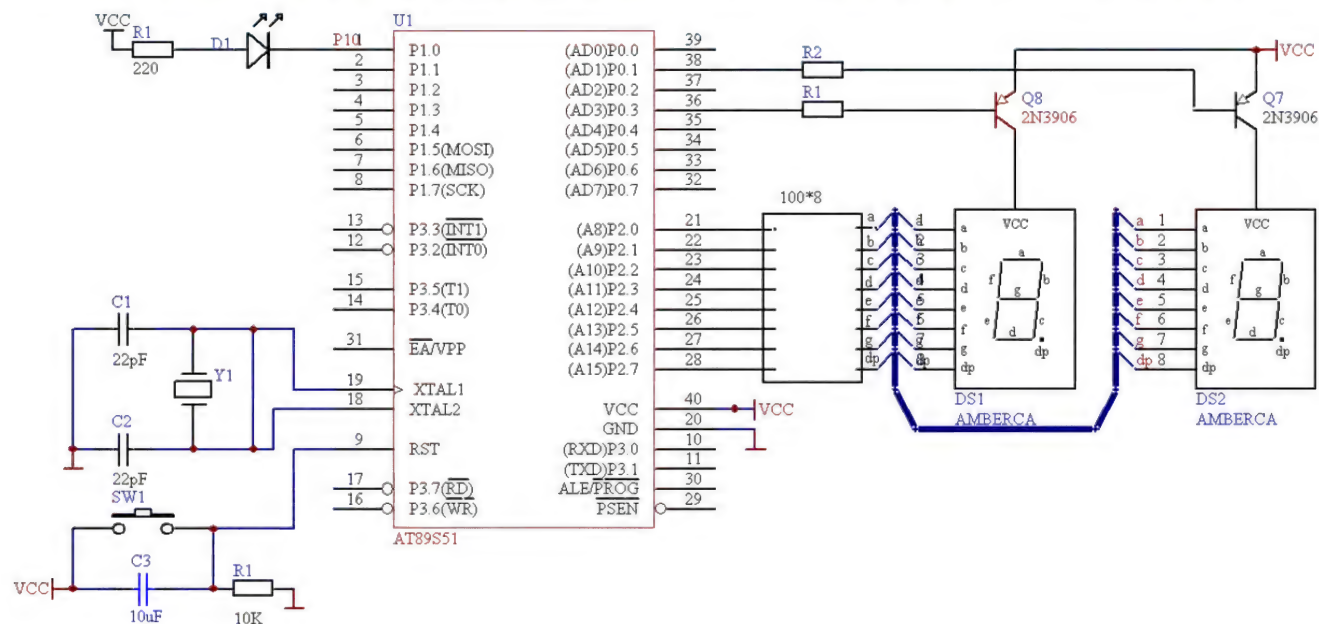 VCC
R1
220
D1
P10
U1
1 P1.0
2 P1.1
3 P1.2
4 P1.3
5 P1.4
6 P1.5(MOSI)
7 P1.6(MISO)
8 P1.7(SCK)
13 P3.3(INT1)
12 P3.2(INT0)
15 P3.5(T1)
14 P3.4(T0)
31 EA/VPP
19 XTAL1
18 XTAL2
9 RST
17 P3.7(RD)
16 P3.6(WR)
AT89S51
(AD0)P0.0 39
(AD1)P0.1 38
(AD2)P0.2 37
(AD3)P0.3 36
(AD4)P0.4 35
(AD5)P0.5 34
(AD6)P0.6 33
(AD7)P0.7 32
(A8)P2.0 21
(A9)P2.1 22
(A10)P2.2 23
(A11)P2.3 24
(A12)P2.4 25
(A13)P2.5 26
(A14)P2.6 27
(A15)P2.7 28
VCC 40
VCC
GND 20
(RXD)P3.0 10
(TXD)P3.1 11
ALE/PROG 30
PSEN 29
C1
22pF
Y1
C2
22pF
SW1
VCC
C3
10uF
R1
10K
R2
R1
VCC
Q8
2N3906
Q7
2N3906
100*8
a
b
c
d
e
f
g
dp
VCC
a
b
c
d
e
f
g
dp
a
f b
g
e c
d
dp
DS1
AMBERCA
a 1
b 2
c 3
d 4
e 5
f 6
g 7
dp 8
VCC
a
b
c
d
e
f
g
dp
a
f b
g
e c
d
dp
DS2
AMBERCA